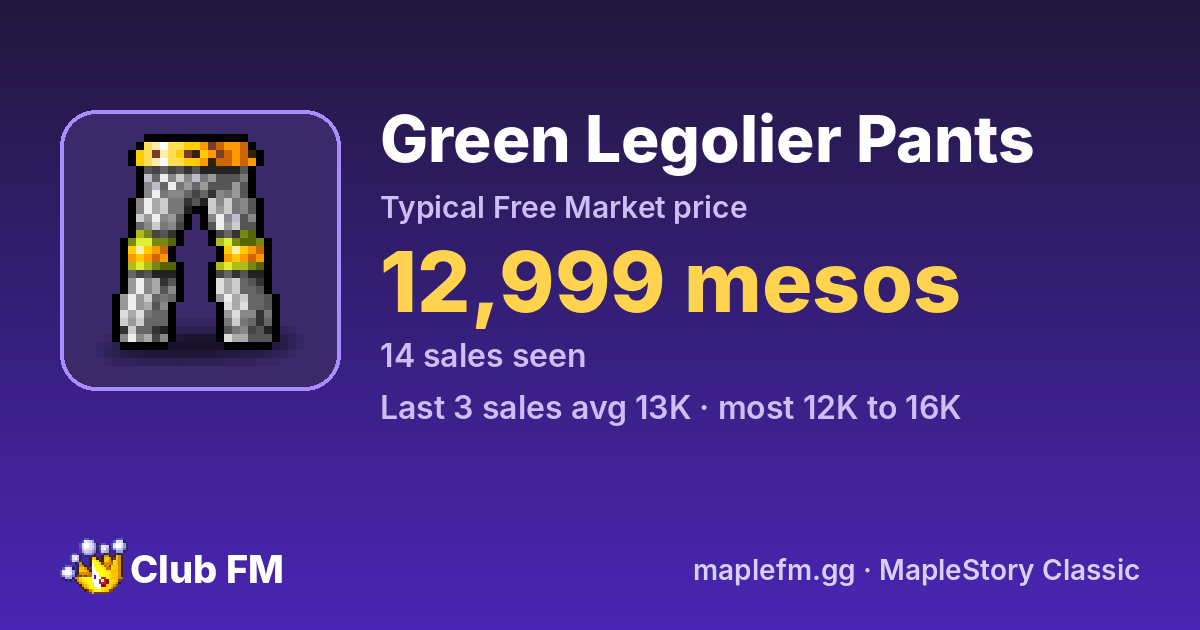 Green Legolier Pants
Typical Free Market price
12,999 mesos
14 sales seen
Last 3 sales avg 13K · most 12K to 16K
Club FM
maplefm.gg · MapleStory Classic